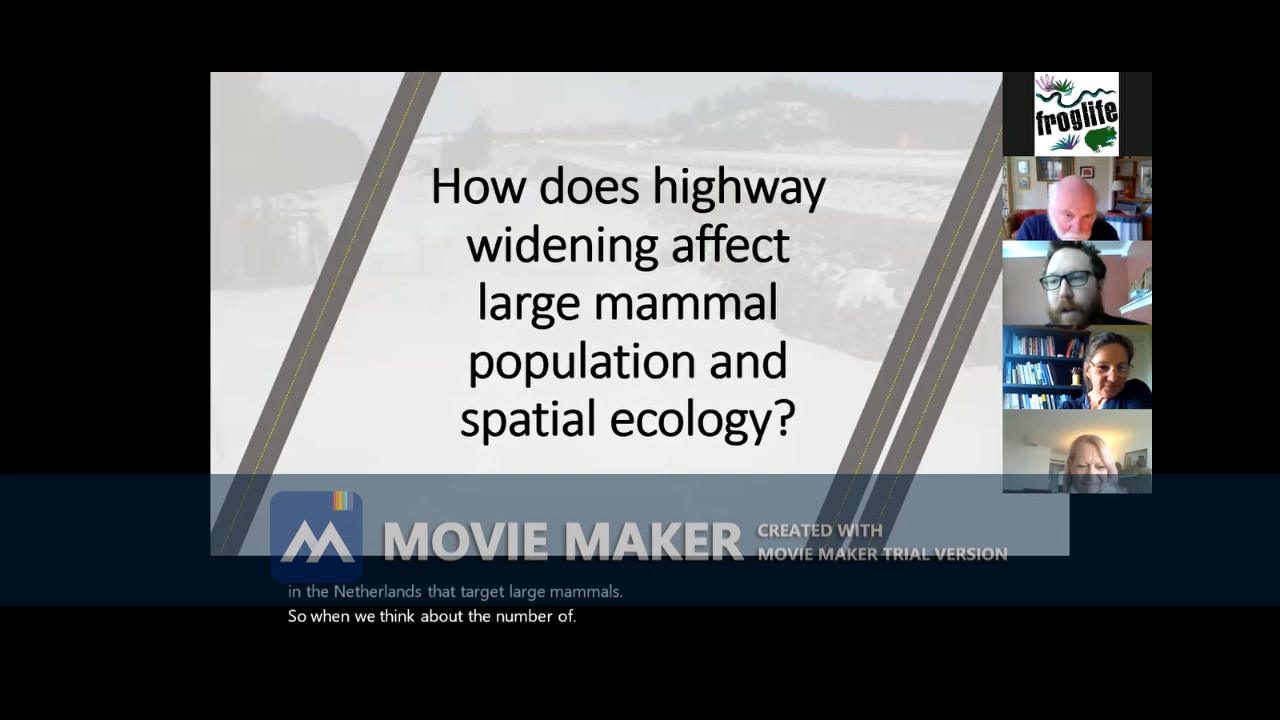 How does highway
widening affect
large mammal
population and
spatial ecology?
froglife
MOVIE MAKER
CREATED WITH
MOVIE MAKER TRIAL VERSION
in the Netherlands that target large mammals.
So when we think about the number of.